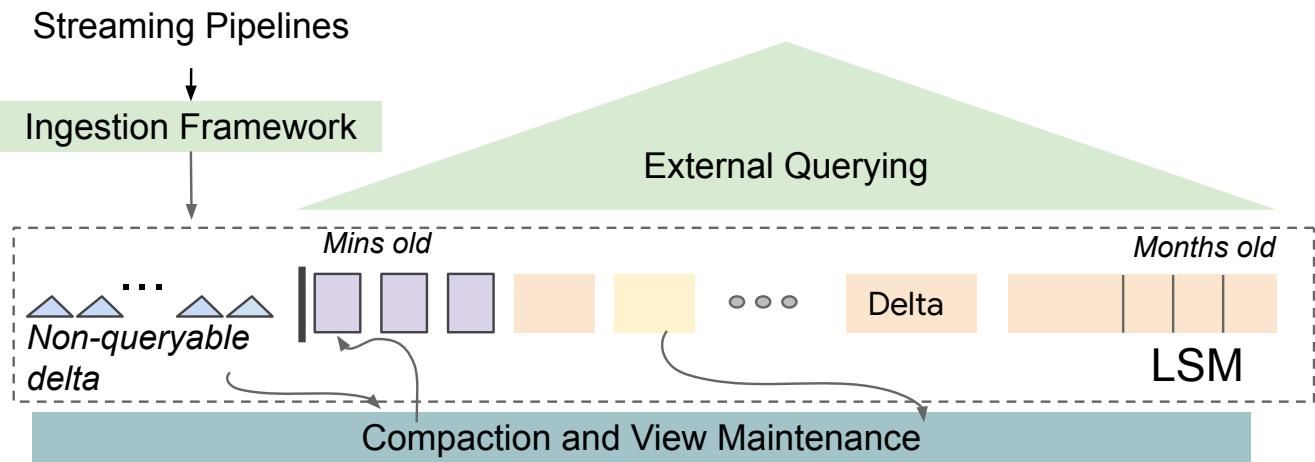 Streaming Pipelines
Ingestion Framework
External Querying
Mins old
Months old
Non-queryable
delta
Delta
LSM
Compaction and View Maintenance